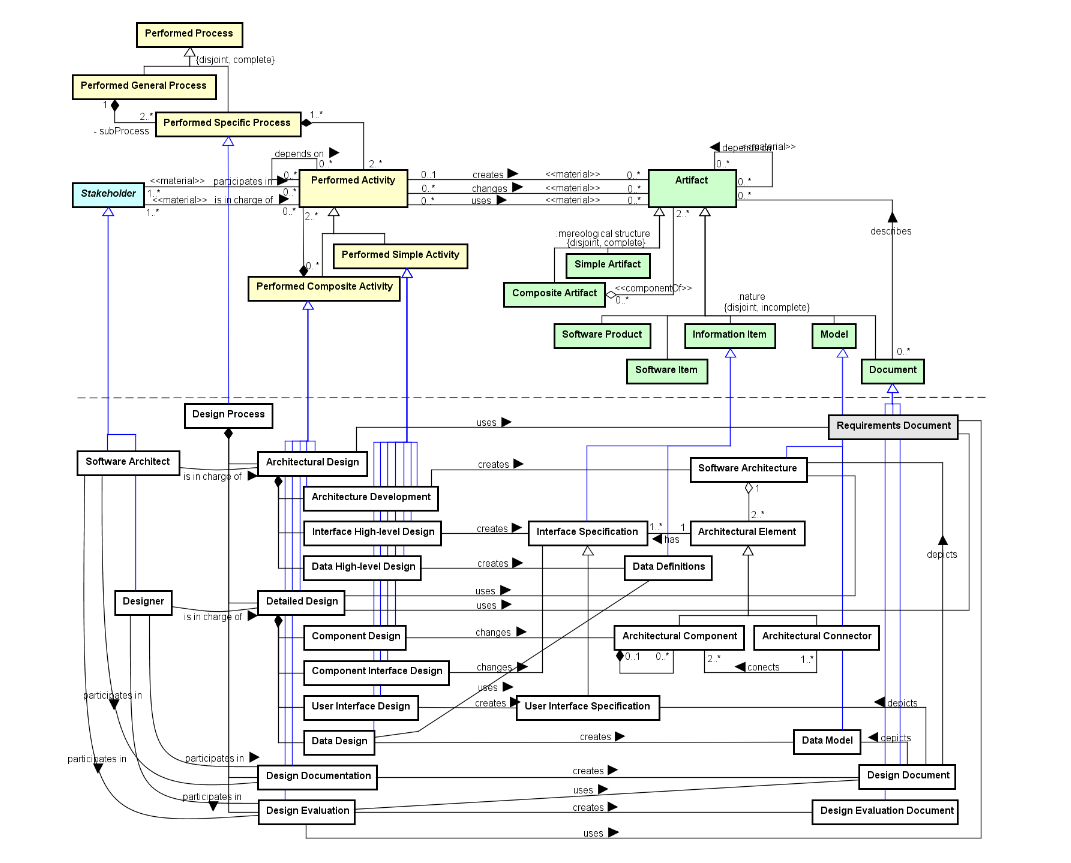 Performed Process
{disjoint, complete}
Performed General Process
1
2..*
- subProcess
Performed Specific Process
1..*
depends on
0..*
2..*
depends on
<<material>>
0..*
<<material>>
participates in
0..*
Performed Activity
0..1
creates
<<material>>
0..*
Artifact
0..*
Stakeholder
1..*
0..*
0..*
changes
<<material>>
0..*
0..*
<<material>>
is in charge of
0..*
uses
<<material>>
0..*
1..*
0..*
2..*
2..*
describes
:mereological structure
{disjoint, complete}
Performed Simple Activity
Simple Artifact
0..*
Performed Composite Activity
Composite Artifact
<<componentOf>>
0..*
:nature
{disjoint, incomplete}
Software Product
Information Item
Model
0..*
Software Item
Document
Design Process
uses
Requirements Document
Software Architect
is in charge of
Architectural Design
creates
Software Architecture
Architecture Development
1
2..*
Interface High-level Design
creates
Interface Specification
1..*
1
has
Architectural Element
depicts
Data High-level Design
creates
Data Definitions
Designer
is in charge of
Detailed Design
uses
uses
Component Design
changes
Architectural Component
Architectural Connector
0..1
0..*
2..*
conects
1..*
Component Interface Design
changes
uses
participates in
User Interface Design
creates
User Interface Specification
depicts
Data Design
creates
Data Model
depicts
participates in
participates in
Design Documentation
creates
Design Document
uses
participates in
Design Evaluation
creates
Design Evaluation Document
uses